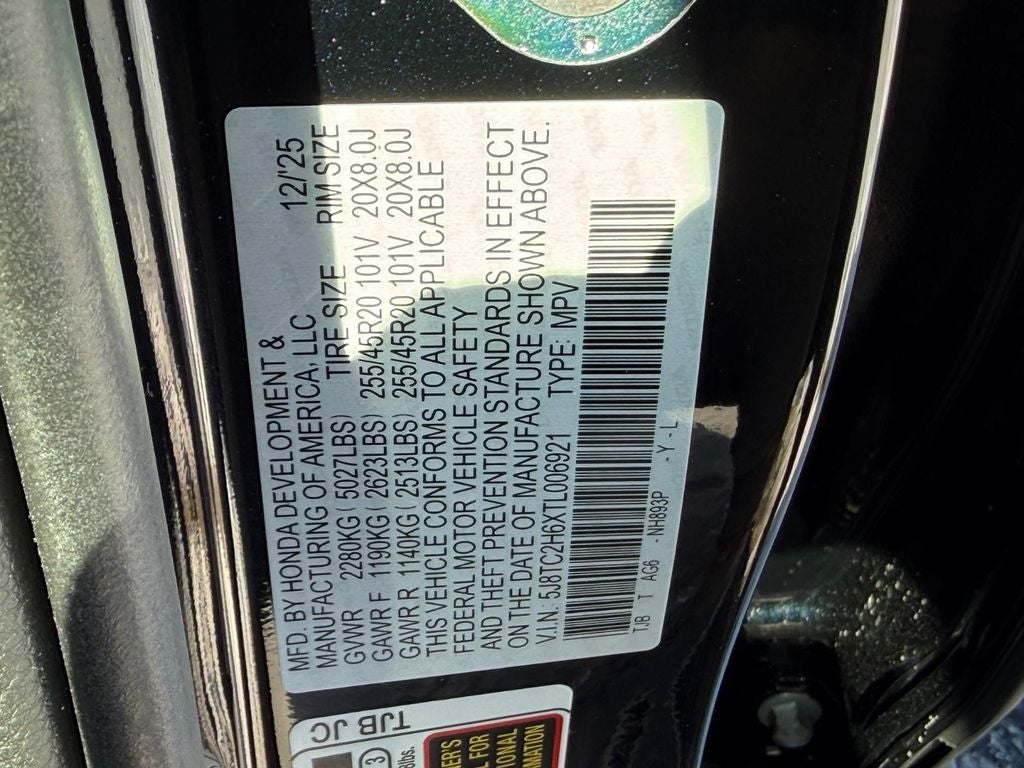 MFD. BY HONDA DEVELOPMENT & 12/'25
MANUFACTURING OF AMERICA, LLC TIRE SIZE RIM SIZE
GWVR 2280KG ( 5027LBS) 255/45R20 101V 20X8.0J
GAWR F 1190KG ( 2623LBS) 255/45R20 101V 20X8.0J
GAWR R 1140KG ( 2513LBS)
THIS VEHICLE CONFORMS TO ALL APPLICABLE
FEDERAL MOTOR VEHICLE SAFETY
AND THEFT PREVENTION STANDARDS IN EFFECT
ON THE DATE OF MANUFACTURE SHOWN ABOVE.
V.I.N: 5J8TC2H6XTL006921 TYPE: MPV
TJB T AG6 - NH893P - Y - L
TJB JC
3
lbs.